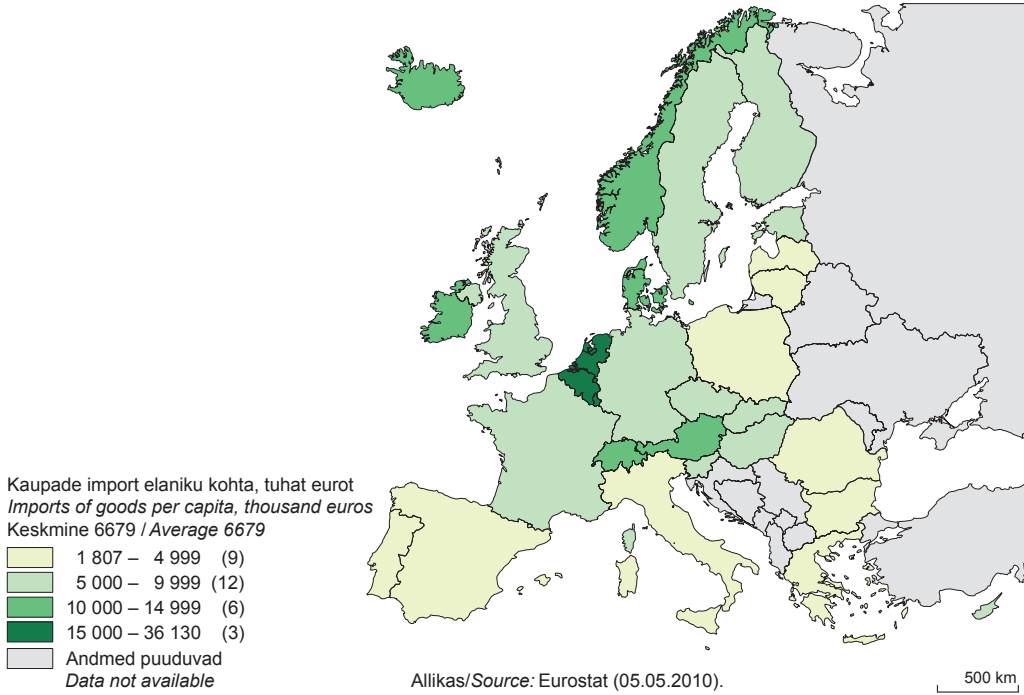 Kaupade import elaniku kohta, tuhat eurot
Imports of goods per capita, thousand euros
Keskmine 6679 / Average 6679
1 807 – 4 999 (9)
5 000 – 9 999 (12)
10 000 – 14 999 (6)
15 000 – 36 130 (3)
Andmed puuduvad
Data not available
Allikas/Source: Eurostat (05.05.2010).
500 km